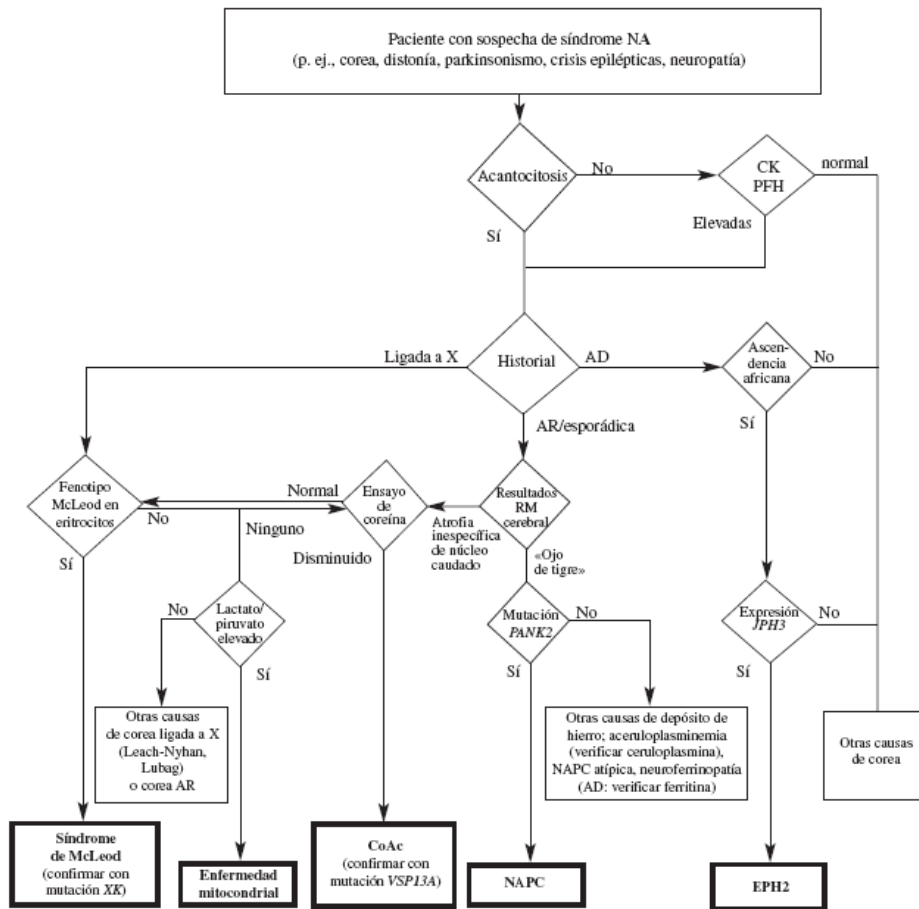 Paciente con sospecha de síndrome NA
(p. ej., corea, distonía, parkinsonismo, crisis epilépticas, neuropatía)
Acantocitosis
No
CK
PFH
normal
Elevadas
Sí
Ligada a X
Historial
AD
Ascen-
dencia
africana
No
Sí
AR/esporádica
Fenotipo
McLeod en
eritrocitos
No
Sí
Normal
Ninguno
Ensayo
de
coreína
Disminuido
Atrofia
inespecífica
de núcleo
caudado
Resultados
RM
cerebral
«Ojo
de tigre»
No
Lactato/
piruvato
elevado
Sí
Mutación
PANK2
No
Sí
Expresión
JPH3
No
Sí
Otras causas
de corea ligada a X
(Leach-Nyhan,
Lubag)
o corea AR
Otras causas de depósito de
hierro; aceruloplasminemia
(verificar ceruloplasmina),
NAPC atípica, neuroferrinopatía
(AD: verificar ferritina)
Otras causas
de corea
Síndrome
de McLeod
(confirmar con
mutación XK)
Enfermedad
mitocondrial
CoAc
(confirmar con
mutación VSP13A)
NAPC
EPH2